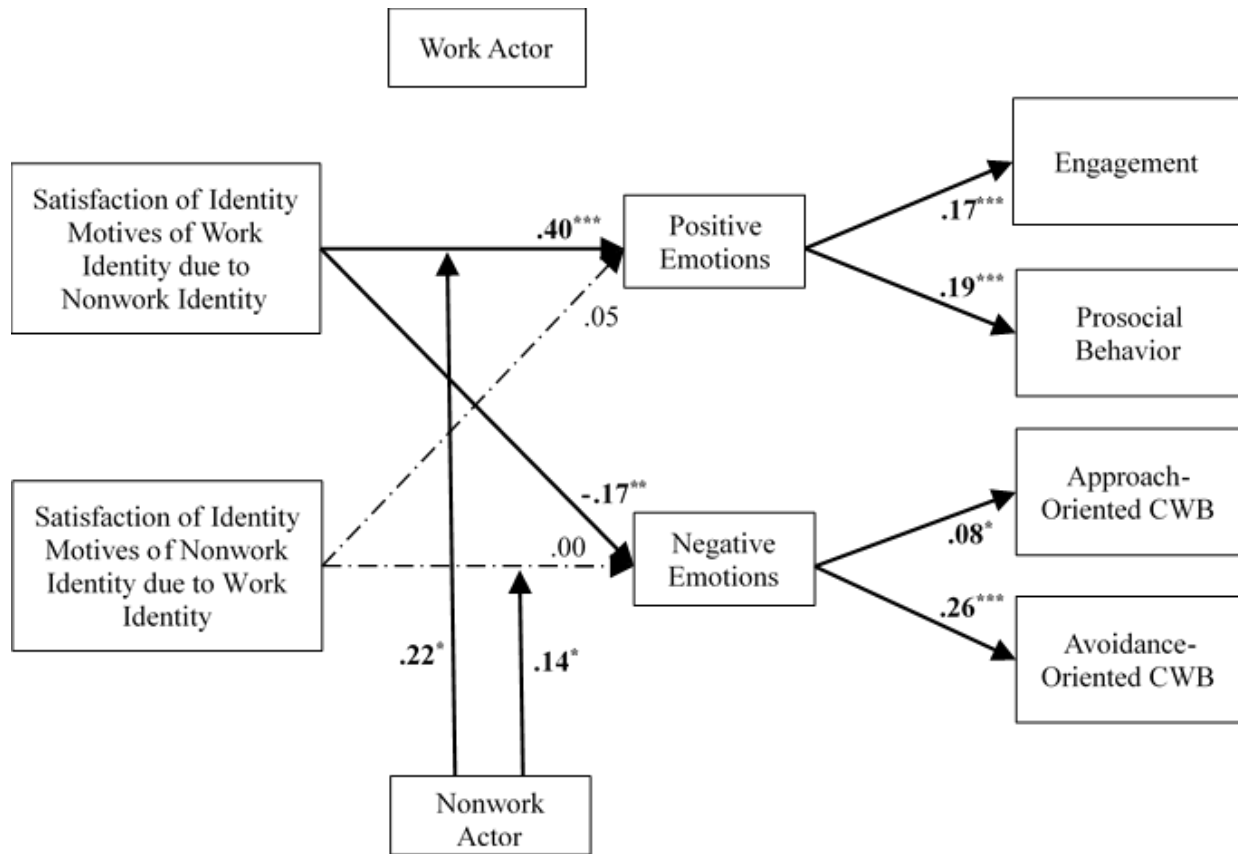 Work Actor
Satisfaction of Identity
Motives of Work
Identity due to
Nonwork Identity
.40***
Positive
Emotions
Engagement
.17***
.19***
Prosocial
Behavior
.05
Satisfaction of Identity
Motives of Nonwork
Identity due to Work
Identity
-.17**
.00
Negative
Emotions
Approach-
Oriented CWB
.08*
.26***
Avoidance-
Oriented CWB
.22*
.14*
Nonwork
Actor